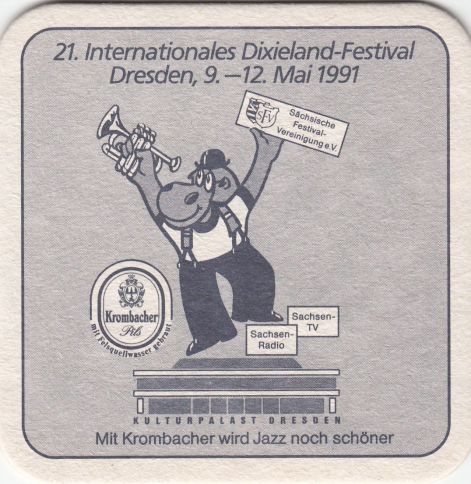 21. Internationales Dixieland-Festival
Dresden, 9.—12. Mai 1991
SFV
Sächsische
Festival-
Vereinigung e.V.
Krombacher
Pils
mit Felsquellwasser gebraut
Sachsen-
TV
Sachsen-
Radio
KULTURPALAST DRESDEN
Mit Krombacher wird Jazz noch schöner